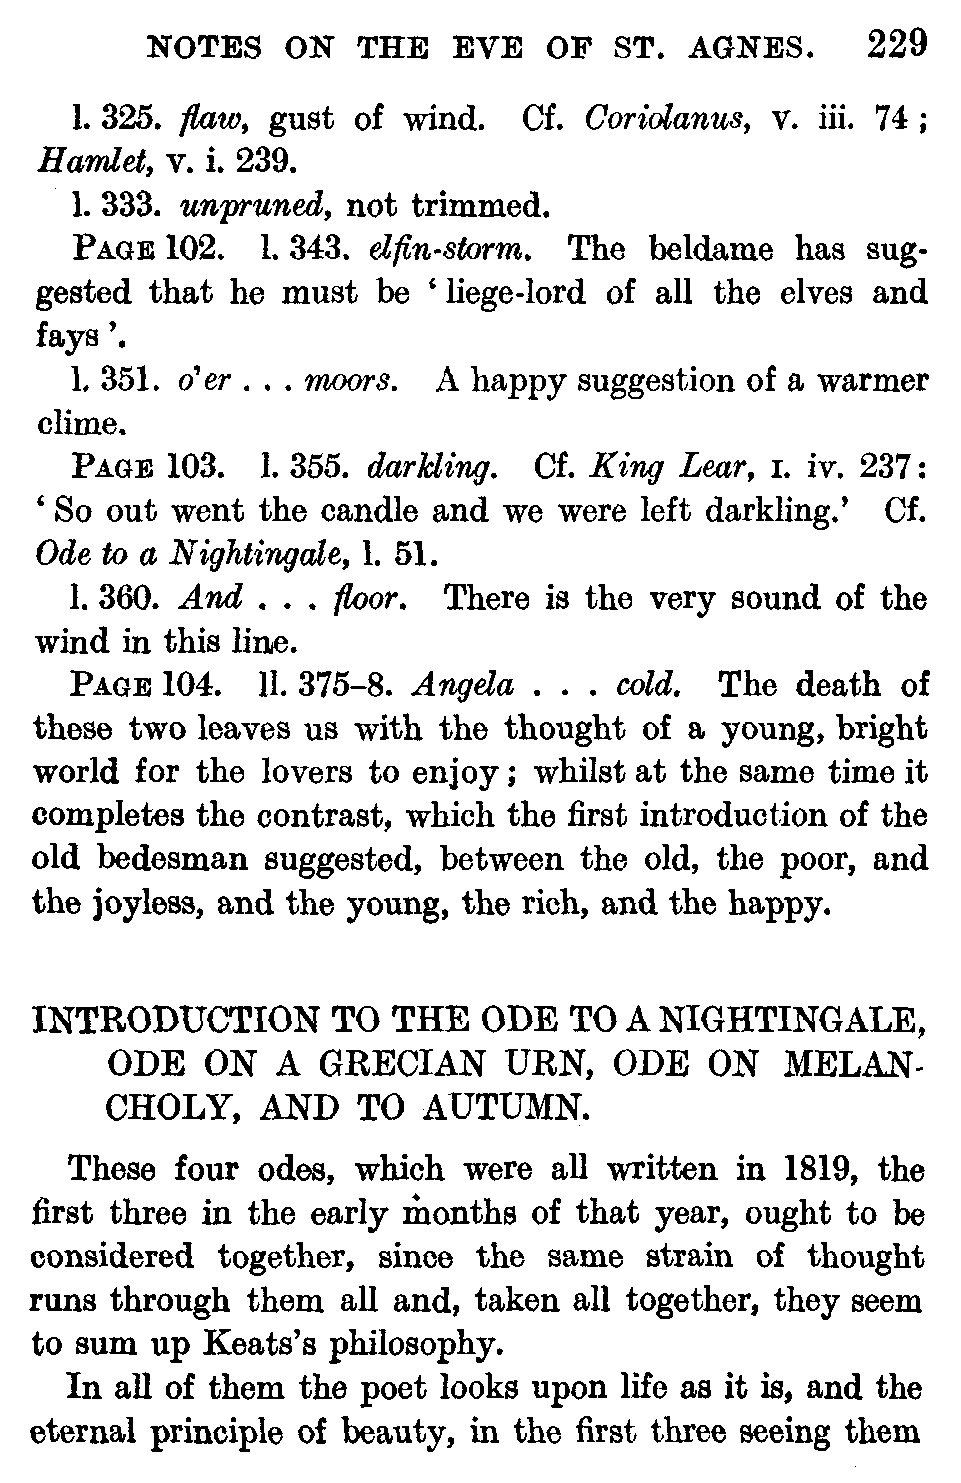 NOTES ON THE EVE OF ST. AGNES. 229
l. 325. flaw, gust of wind. Cf. Coriolanus, v. iii. 74 ;
Hamlet, v. i. 239.
l. 333. unpruned, not trimmed.
PAGE 102. l. 343. elfin-storm. The beldame has sug-
gested that he must be ‘ liege-lord of all the elves and
fays ’.
l. 351. o’er . . . moors. A happy suggestion of a warmer
clime.
PAGE 103. l. 355. darkling. Cf. King Lear, I. iv. 237 :
‘ So out went the candle and we were left darkling.’ Cf.
Ode to a Nightingale, l. 51.
l. 360. And . . . floor. There is the very sound of the
wind in this line.
PAGE 104. ll. 375–8. Angela . . . cold. The death of
these two leaves us with the thought of a young, bright
world for the lovers to enjoy ; whilst at the same time it
completes the contrast, which the first introduction of the
old bedesman suggested, between the old, the poor, and
the joyless, and the young, the rich, and the happy.
INTRODUCTION TO THE ODE TO A NIGHTINGALE,
ODE ON A GRECIAN URN, ODE ON MELAN-
CHOLY, AND TO AUTUMN.
These four odes, which were all written in 1819, the
first three in the early months of that year, ought to be
considered together, since the same strain of thought
runs through them all and, taken all together, they seem
to sum up Keats’s philosophy.
In all of them the poet looks upon life as it is, and the
eternal principle of beauty, in the first three seeing them